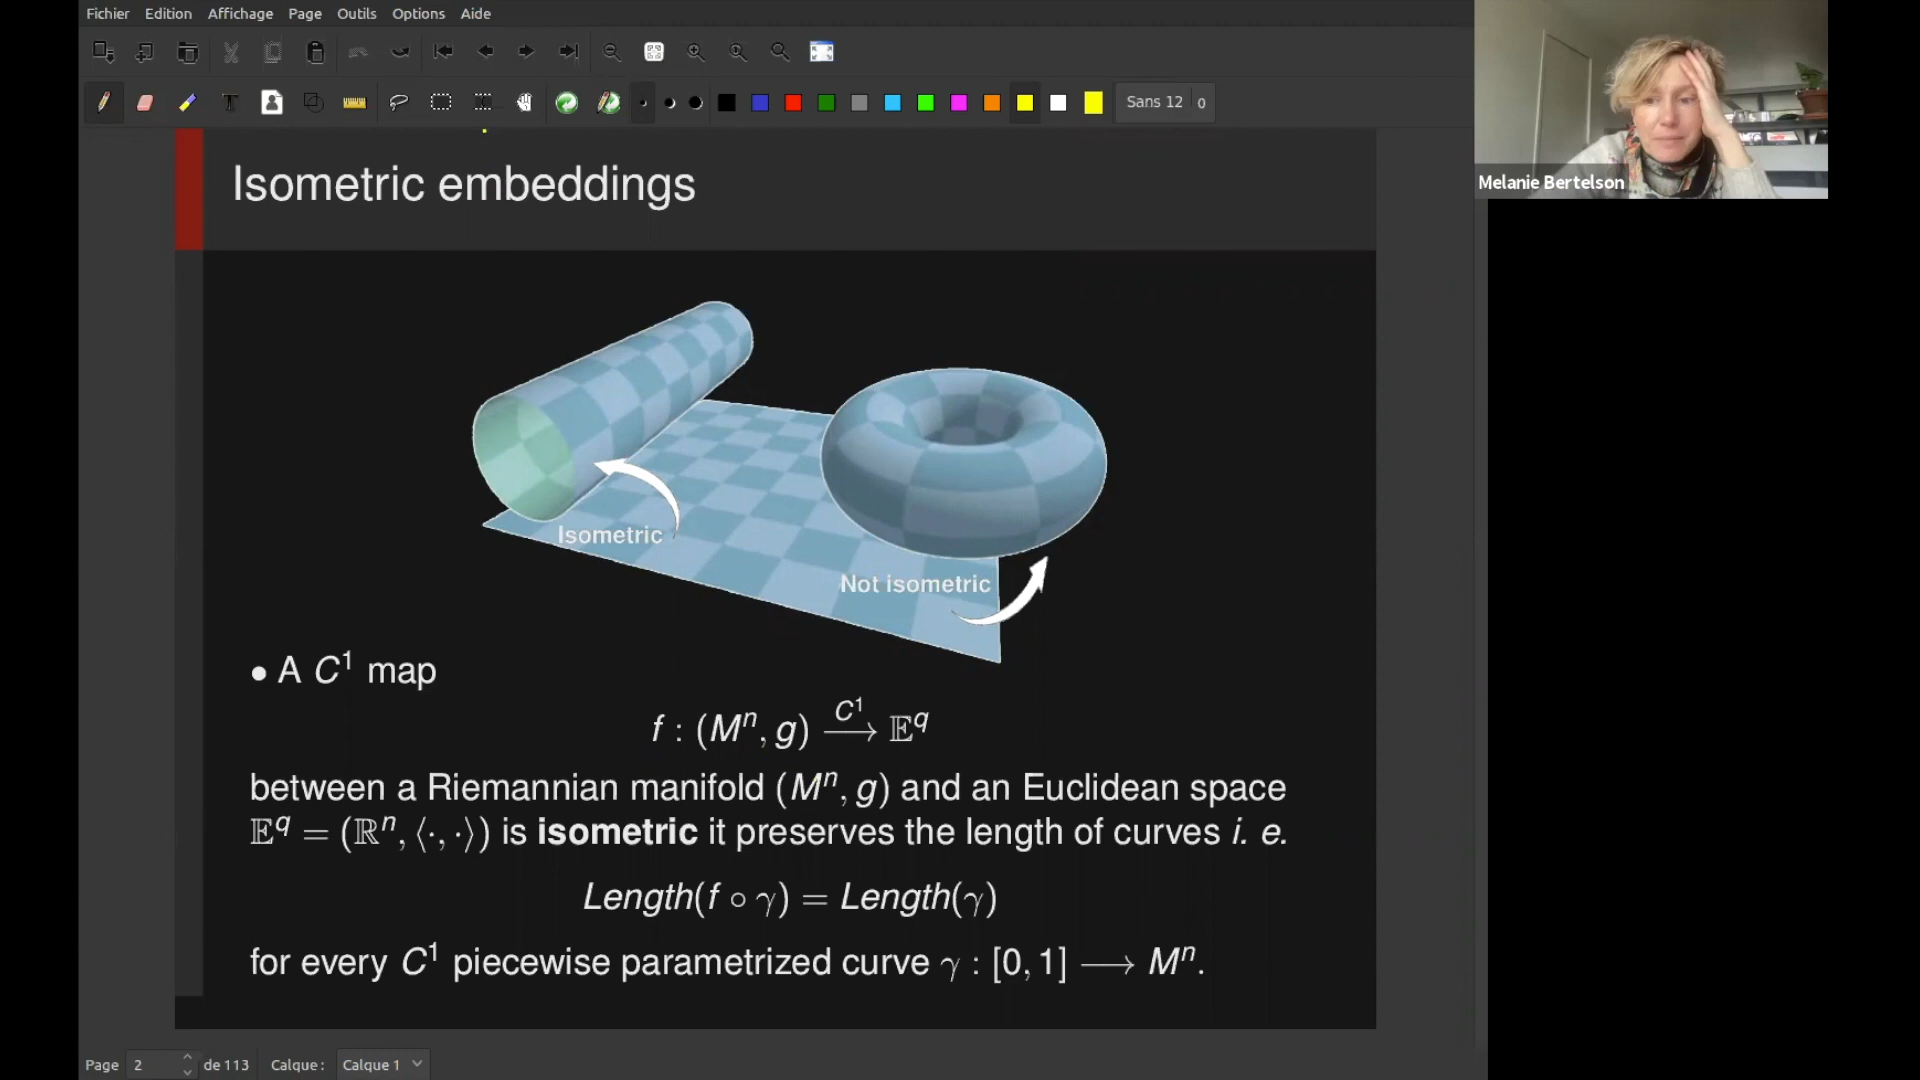 Fichier Edition Affichage Page Outils Options Aide
Sans 12 0
Melanie Bertelson
Isometric embeddings
Isometric
Not isometric
• A C¹ map
f : (Mⁿ, g) —C¹→ 𝔼^q
between a Riemannian manifold (Mⁿ, g) and an Euclidean space
𝔼^q = (ℝⁿ, ⟨·, ·⟩) is isometric it preserves the length of curves i. e.
Length(f ∘ γ) = Length(γ)
for every C¹ piecewise parametrized curve γ : [0, 1] ⟶ Mⁿ.
Page 2 de 113 Calque : Calque 1